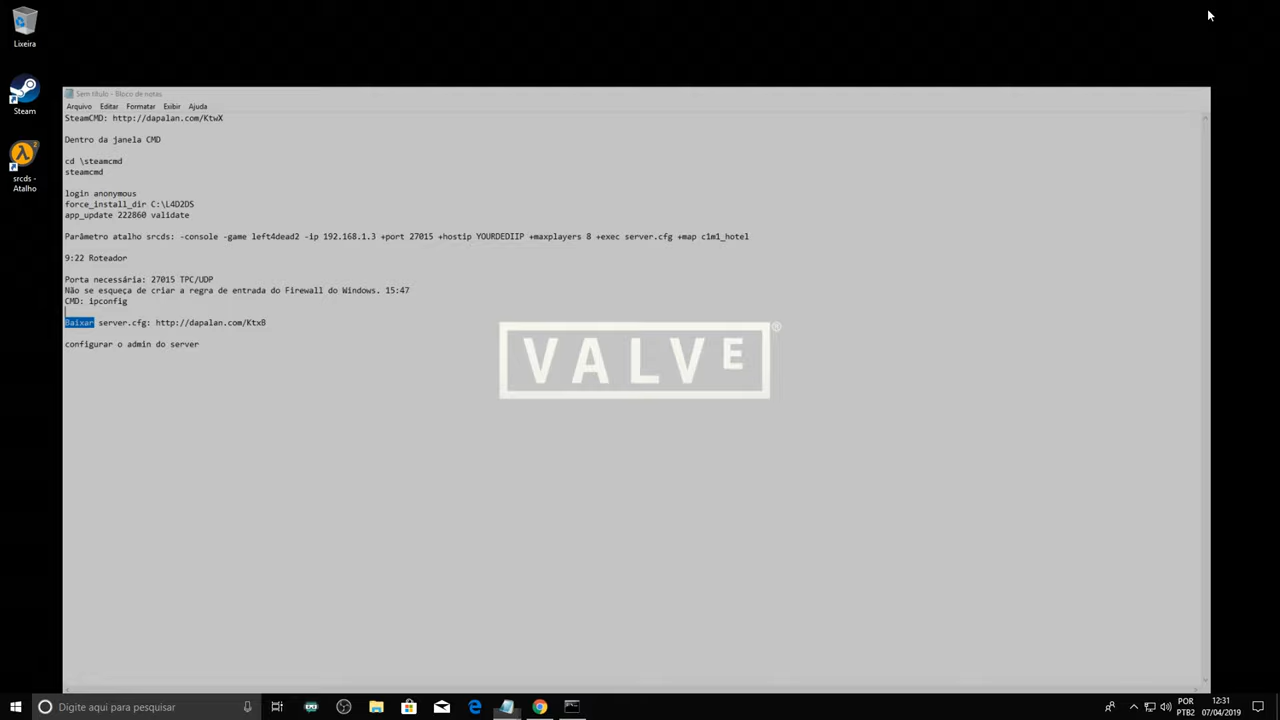 Lixeira
Steam
srcds -
Atalho
Sem título - Bloco de notas
Arquivo Editar Formatar Exibir Ajuda
SteamCMD: http://dapalan.com/KtwX
Dentro da janela CMD
cd \steamcmd
steamcmd
login anonymous
force_install_dir C:\L4D2DS
app_update 222860 validate
Parâmetro atalho srcds: -console -game left4dead2 -ip 192.168.1.3 +port 27015 +hostip YOURDEDIIP +maxplayers 8 +exec server.cfg +map c1m1_hotel
9:22 Roteador
Porta necessária: 27015 TPC/UDP
Não se esqueça de criar a regra de entrada do Firewall do Windows. 15:47
CMD: ipconfig
Baixar server.cfg: http://dapalan.com/Ktx8
configurar o admin do server
VALVE®
Digite aqui para pesquisar
POR
PTB2
12:31
07/04/2019